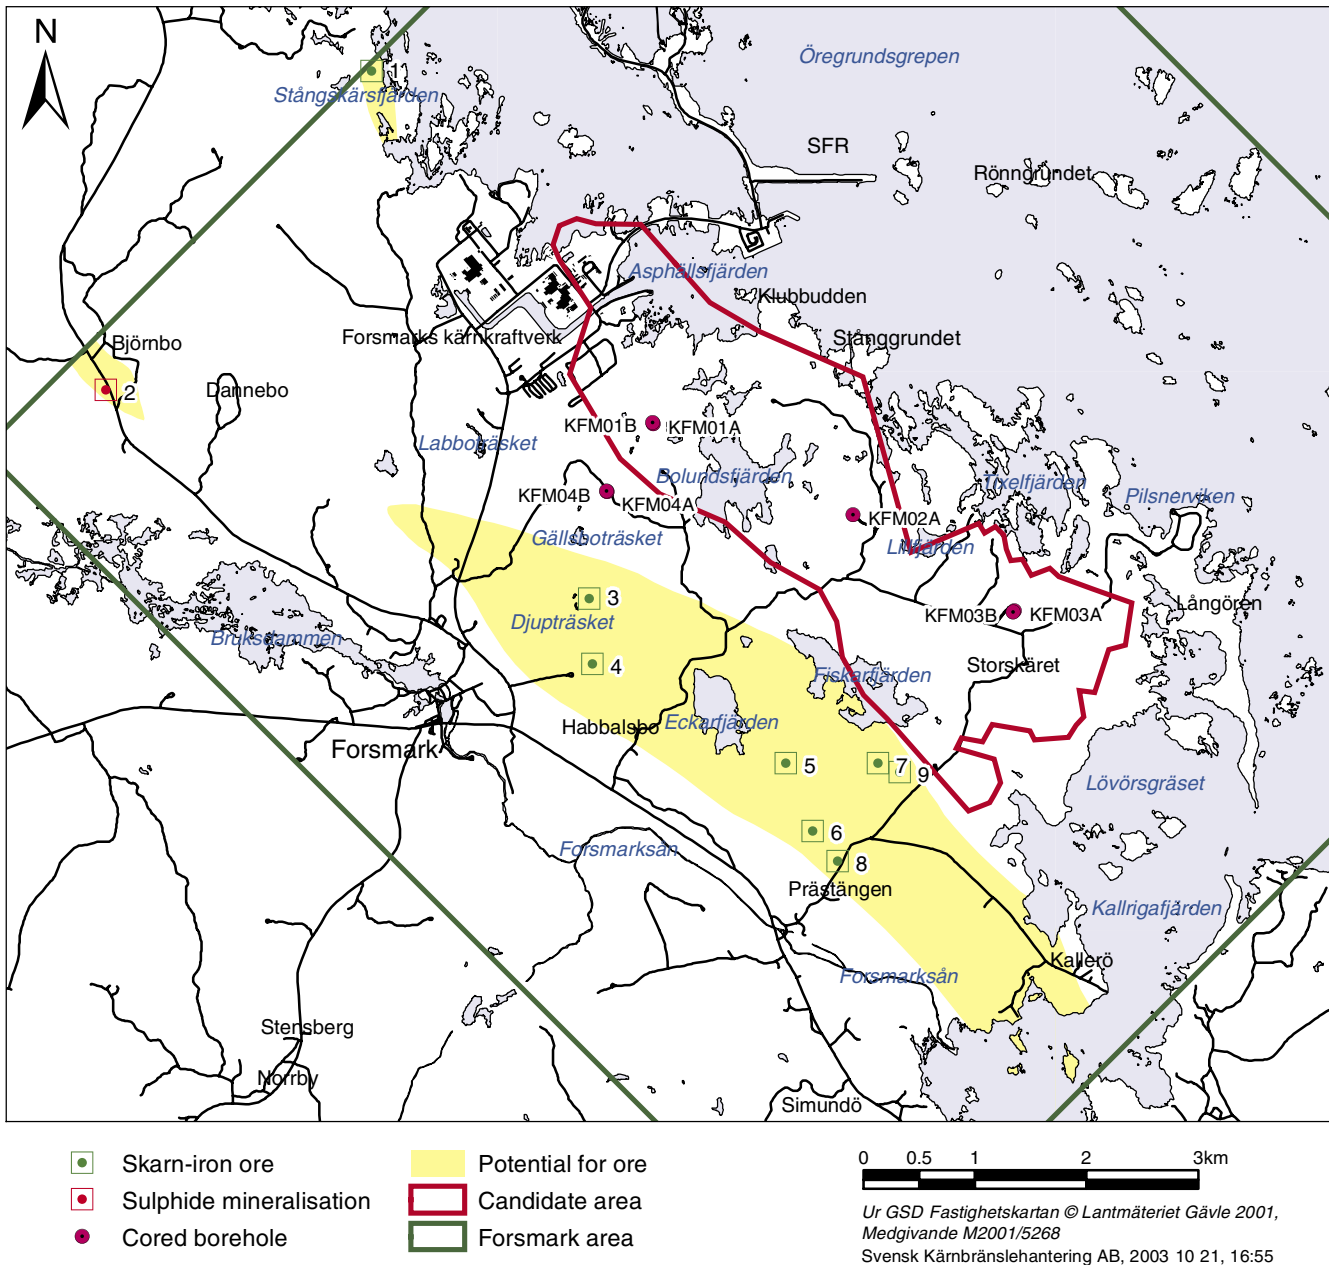 N
Öregrundsgrepen
1
Stångskärsfjärden
SFR
Rönngrundet
Asphällsfjärden
Klubbudden
Forsmarks kärnkraftverk
Stånggrundet
Björnbo
2
Dannebo
KFM01B
KFM01A
Labboträsket
Bolundsfjärden
Tixelfjärden
Pilsnerviken
KFM04B
KFM04A
KFM02A
Gällsboträsket
Lillfjärden
3
Djupträsket
KFM03B
KFM03A
Långören
Bruksdammen
4
Storskäret
Fiskarfjärden
Habbalsbo
Eckarfjärden
Forsmark
5
7
9
Lövörsgräset
6
Forsmarksån
8
Prästängen
Kallrigafjärden
Kallerö
Forsmarksån
Stensberg
Norrby
Simundö
Skarn-iron ore
Sulphide mineralisation
Cored borehole
Potential for ore
Candidate area
Forsmark area
0 0.5 1 2 3km
Ur GSD Fastighetskartan © Lantmäteriet Gävle 2001,
Medgivande M2001/5268
Svensk Kärnbränslehantering AB, 2003 10 21, 16:55